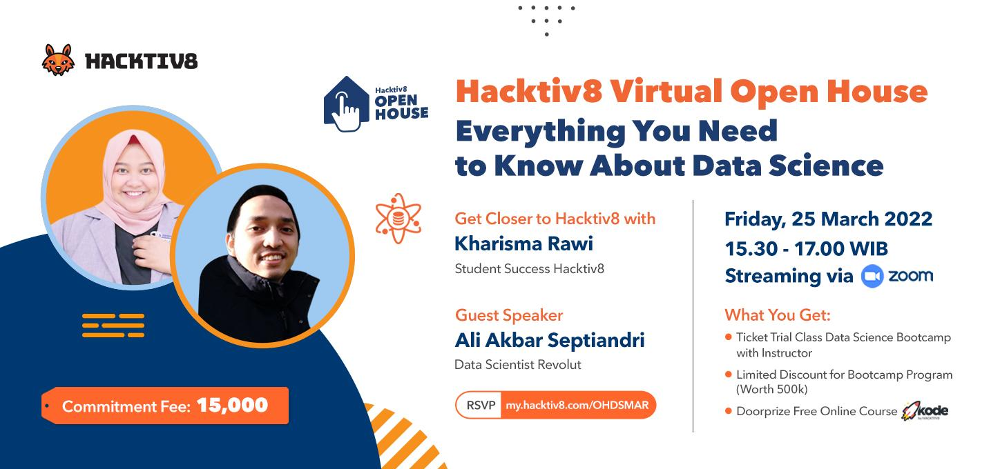 HACKTIV8
Hacktiv8
OPEN
HOUSE
Hacktiv8 Virtual Open House
Everything You Need
to Know About Data Science
Get Closer to Hacktiv8 with
Kharisma Rawi
Student Success Hacktiv8
Guest Speaker
Ali Akbar Septiandri
Data Scientist Revolut
RSVP my.hacktiv8.com/OHDSMAR
Friday, 25 March 2022
15.30 - 17.00 WIB
Streaming via zoom
What You Get:
Ticket Trial Class Data Science Bootcamp
with Instructor
Limited Discount for Bootcamp Program
(Worth 500k)
Doorprize Free Online Course kode
by HACKTIV8
Commitment Fee: 15,000